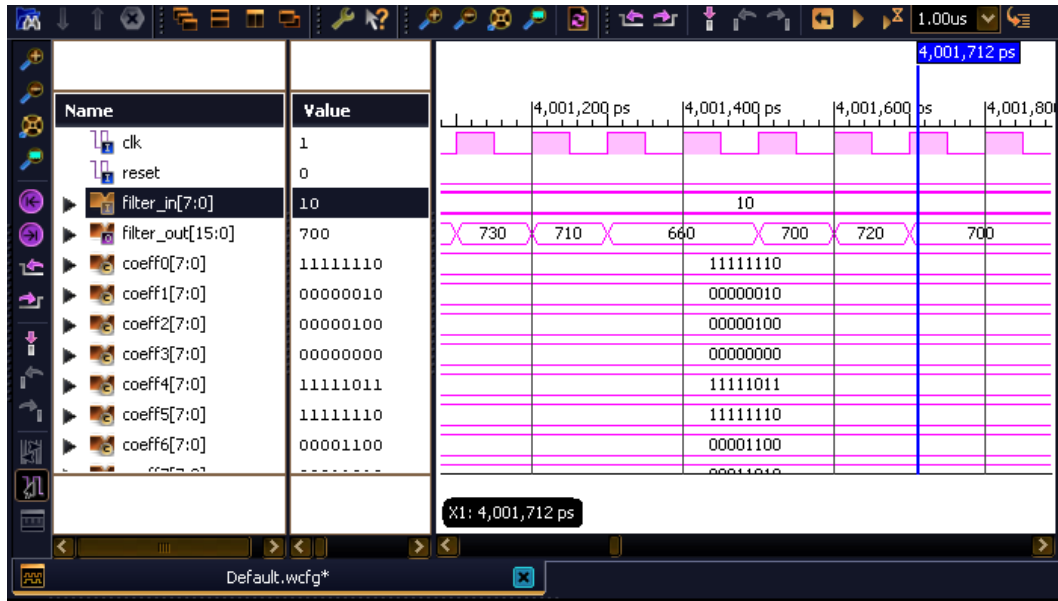 1.00us
4,001,712 ps
Name
Value
4,001,200 ps
4,001,400 ps
4,001,600 ps
4,001,80
clk
1
reset
0
filter_in[7:0]
10
10
filter_out[15:0]
700
730
710
660
700
720
700
coeff0[7:0]
11111110
11111110
coeff1[7:0]
00000010
00000010
coeff2[7:0]
00000100
00000100
coeff3[7:0]
00000000
00000000
coeff4[7:0]
11111011
11111011
coeff5[7:0]
11111110
11111110
coeff6[7:0]
00001100
00001100
X1: 4,001,712 ps
Default.wcfg*